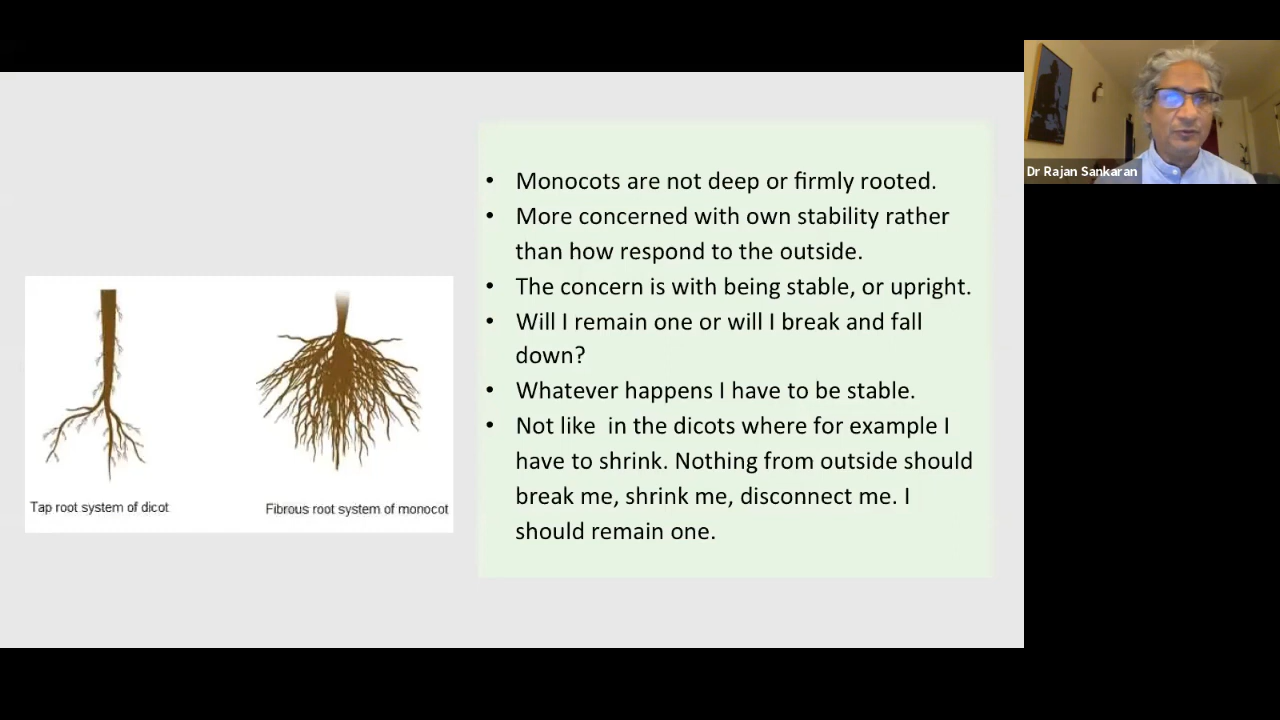 Dr Rajan Sankaran
• Monocots are not deep or firmly rooted.
• More concerned with own stability rather
than how respond to the outside.
• The concern is with being stable, or upright.
• Will I remain one or will I break and fall
down?
• Whatever happens I have to be stable.
• Not like in the dicots where for example I
have to shrink. Nothing from outside should
break me, shrink me, disconnect me. I
should remain one.
Tap root system of dicot
Fibrous root system of monocot